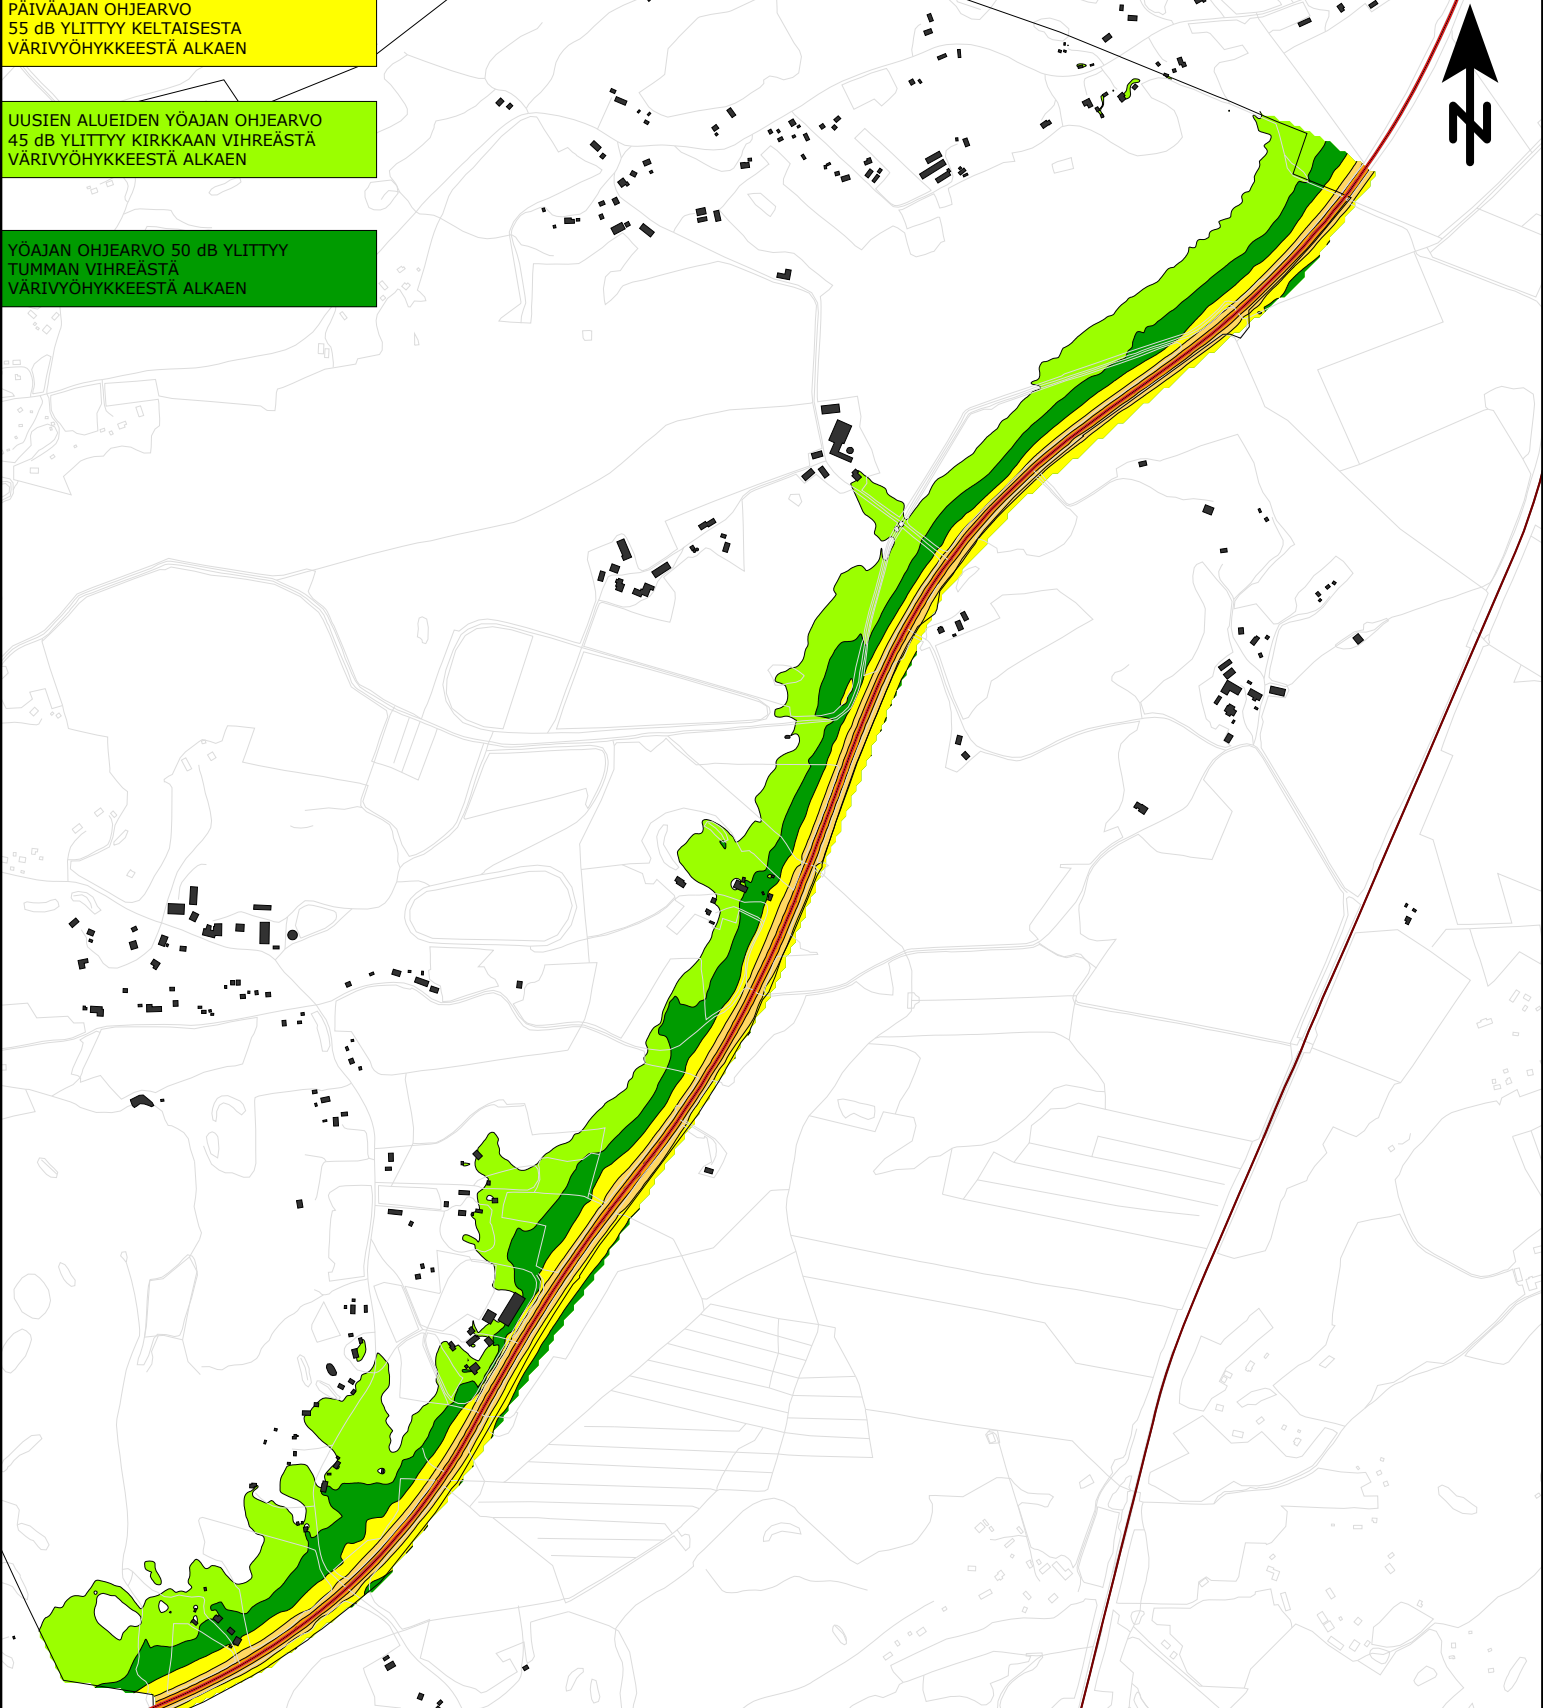 PÄIVÄAJAN OHJEARVO
55 dB YLITTYY KELTAISESTA
VÄRIVYÖHYKKEESTÄ ALKAEN
UUSIEN ALUEIDEN YÖAJAN OHJEARVO
45 dB YLITTYY KIRKKAAN VIHREÄSTÄ
VÄRIVYÖHYKKEESTÄ ALKAEN
YÖAJAN OHJEARVO 50 dB YLITTYY
TUMMAN VIHREÄSTÄ
VÄRIVYÖHYKKEESTÄ ALKAEN
N